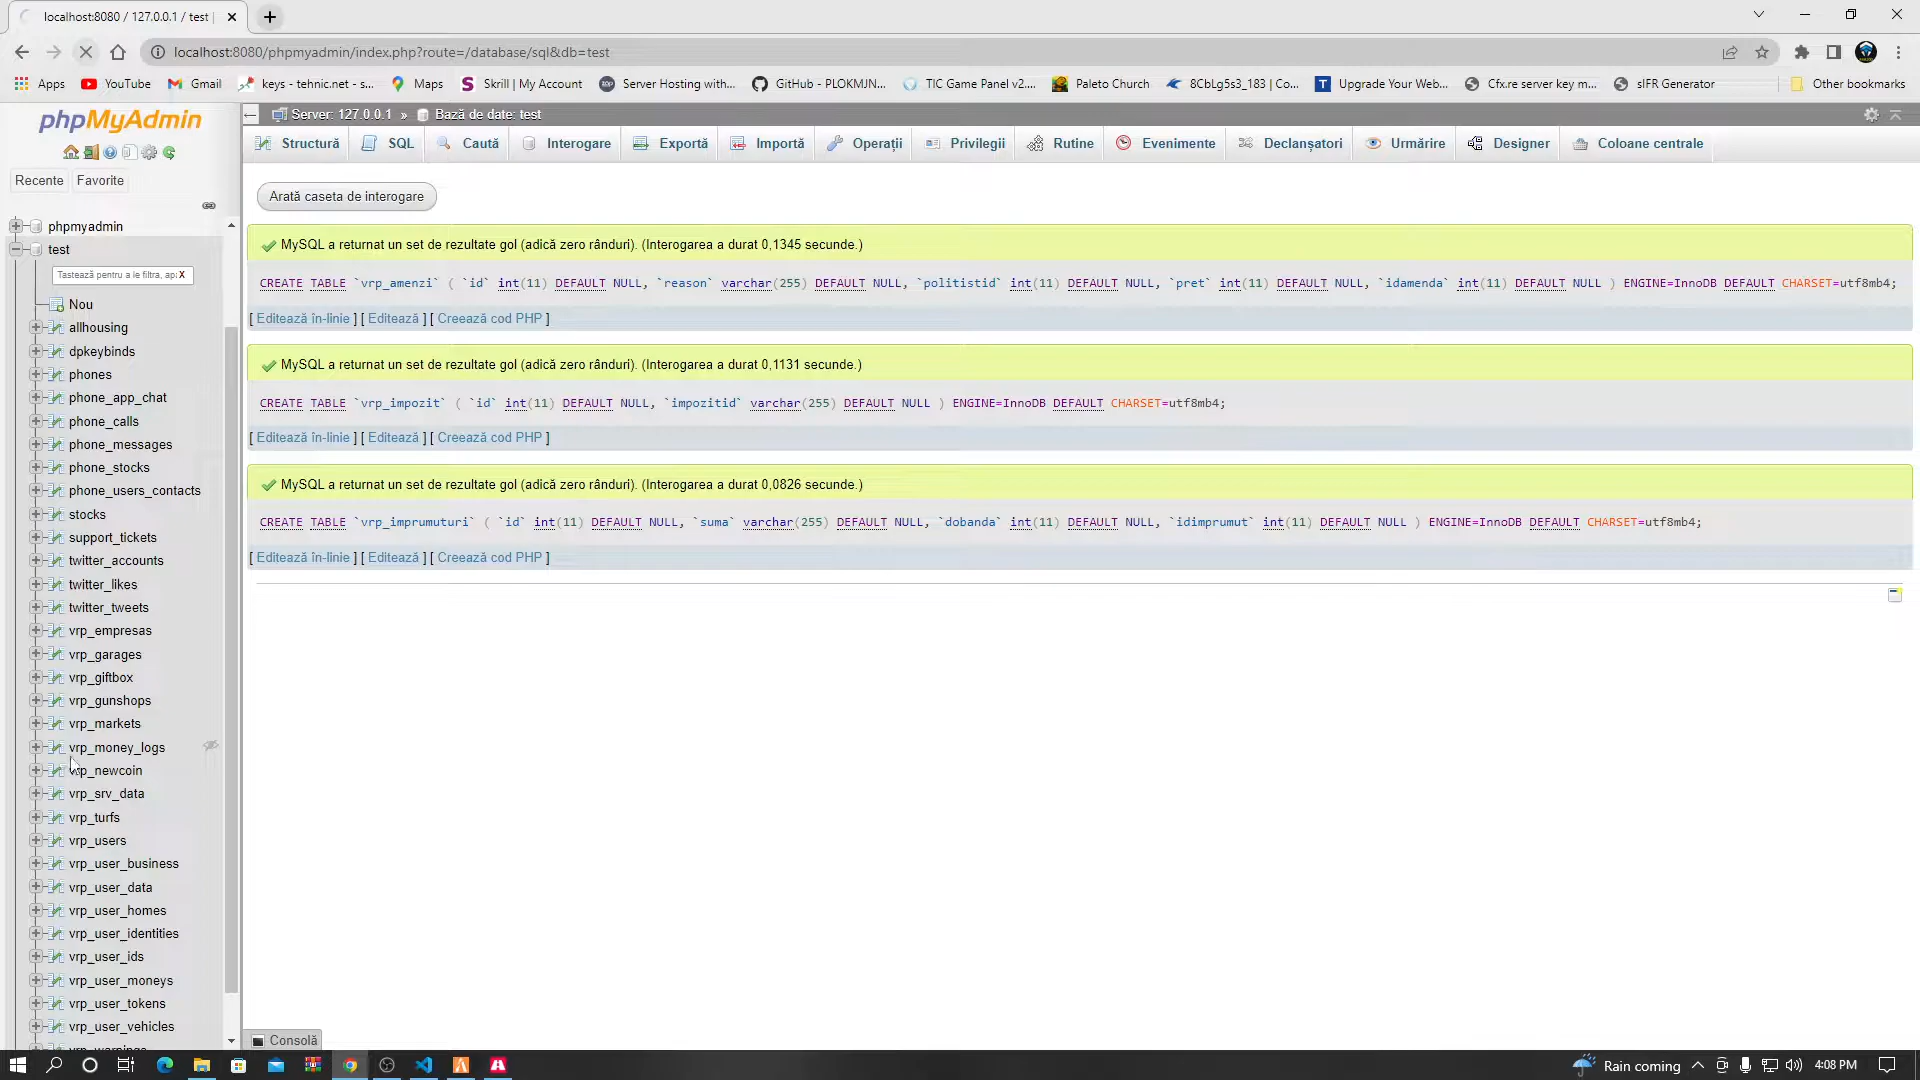 localhost:8080 / 127.0.0.1 / test
localhost:8080/phpmyadmin/index.php?route=/database/sql&db=test
Apps YouTube Gmail keys - tehnic.net - s... Maps Skrill | My Account Server Hosting with... GitHub - PLOKMJN... TIC Game Panel v2.... Paleto Church 8CbLg5s3_183 | Co... Upgrade Your Web... Cfx.re server key m... sIFR Generator Other bookmarks
phpMyAdmin
Recente Favorite
phpmyadmin
test
Tastează pentru a le filtra, ap: X
Nou
allhousing
dpkeybinds
phones
phone_app_chat
phone_calls
phone_messages
phone_stocks
phone_users_contacts
stocks
support_tickets
twitter_accounts
twitter_likes
twitter_tweets
vrp_empresas
vrp_garages
vrp_giftbox
vrp_gunshops
vrp_markets
vrp_money_logs
vrp_newcoin
vrp_srv_data
vrp_turfs
vrp_users
vrp_user_business
vrp_user_data
vrp_user_homes
vrp_user_identities
vrp_user_ids
vrp_user_moneys
vrp_user_tokens
vrp_user_vehicles
Server: 127.0.0.1 » Bază de date: test
Structură SQL Caută Interogare Exportă Importă Operații Privilegii Rutine Evenimente Declanșatori Urmărire Designer Coloane centrale
Arată caseta de interogare
MySQL a returnat un set de rezultate gol (adică zero rânduri). (Interogarea a durat 0,1345 secunde.)
CREATE TABLE `vrp_amenzi` ( `id` int(11) DEFAULT NULL, `reason` varchar(255) DEFAULT NULL, `politistid` int(11) DEFAULT NULL, `pret` int(11) DEFAULT NULL, `idamenda` int(11) DEFAULT NULL ) ENGINE=InnoDB DEFAULT CHARSET=utf8mb4;
[ Editează în-linie ] [ Editează ] [ Creează cod PHP ]
MySQL a returnat un set de rezultate gol (adică zero rânduri). (Interogarea a durat 0,1131 secunde.)
CREATE TABLE `vrp_impozit` ( `id` int(11) DEFAULT NULL, `impozitid` varchar(255) DEFAULT NULL ) ENGINE=InnoDB DEFAULT CHARSET=utf8mb4;
[ Editează în-linie ] [ Editează ] [ Creează cod PHP ]
MySQL a returnat un set de rezultate gol (adică zero rânduri). (Interogarea a durat 0,0826 secunde.)
CREATE TABLE `vrp_imprumuturi` ( `id` int(11) DEFAULT NULL, `suma` varchar(255) DEFAULT NULL, `dobanda` int(11) DEFAULT NULL, `idimprumut` int(11) DEFAULT NULL ) ENGINE=InnoDB DEFAULT CHARSET=utf8mb4;
[ Editează în-linie ] [ Editează ] [ Creează cod PHP ]
Consolă
Rain coming 4:08 PM